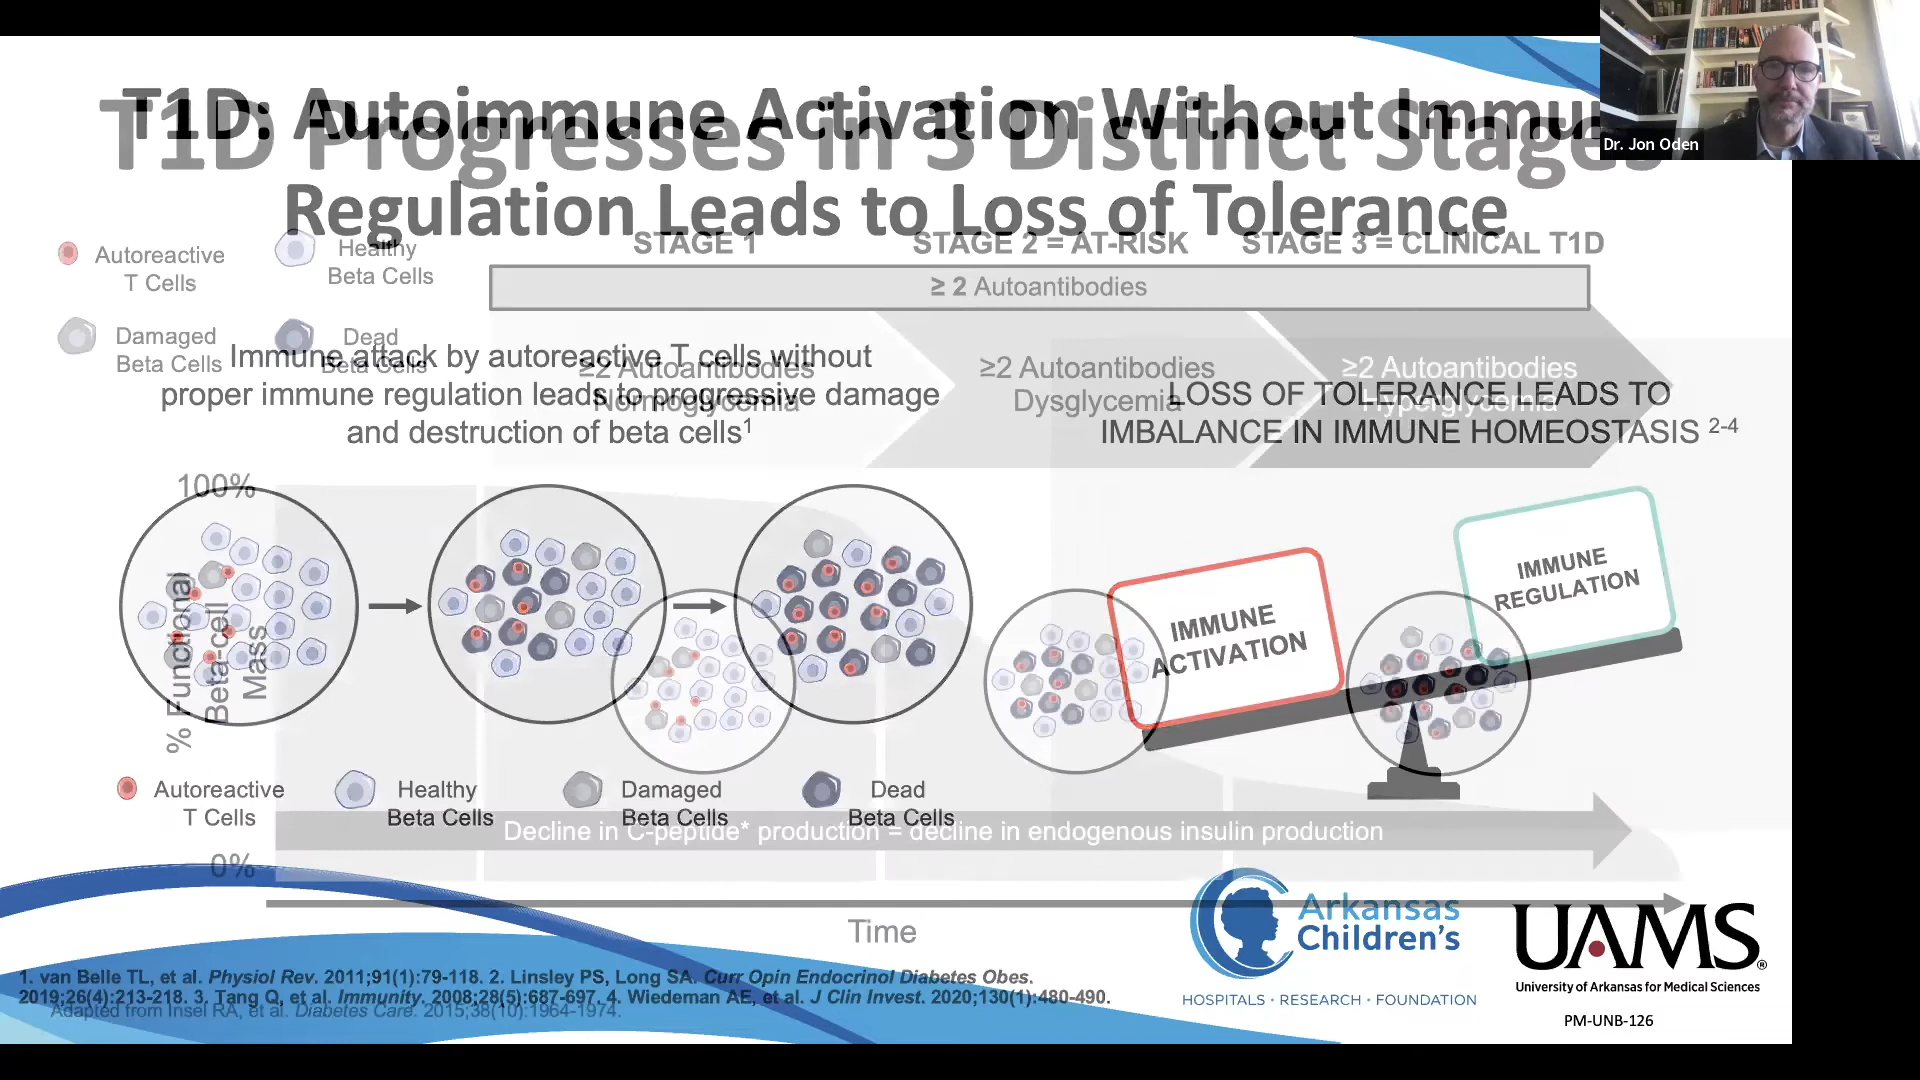 T1D: Autoimmune Activation Without Immu
Regulation Leads to Loss of Tolerance
T1D Progresses in 3 Distinct Stages
Dr. Jon Oden
STAGE 1
STAGE 2 = AT-RISK
STAGE 3 = CLINICAL T1D
≥ 2 Autoantibodies
Autoreactive
T Cells
Healthy
Beta Cells
Damaged
Beta Cells
Dead
Beta Cells
≥2 Autoantibodies
Normoglycemia
≥2 Autoantibodies
Dysglycemia
≥2 Autoantibodies
Hyperglycemia
Immune attack by autoreactive T cells without
proper immune regulation leads to progressive damage
and destruction of beta cells1
LOSS OF TOLERANCE LEADS TO
IMBALANCE IN IMMUNE HOMEOSTASIS 2-4
100%
% Functional
Beta-cell
Mass
0%
IMMUNE
ACTIVATION
IMMUNE
REGULATION
Autoreactive
T Cells
Healthy
Beta Cells
Damaged
Beta Cells
Dead
Beta Cells
Decline in C-peptide* production = decline in endogenous insulin production
Time
1. van Belle TL, et al. Physiol Rev. 2011;91(1):79-118. 2. Linsley PS, Long SA. Curr Opin Endocrinol Diabetes Obes.
2019;26(4):213-218. 3. Tang Q, et al. Immunity. 2008;28(5):687-697. 4. Wiedeman AE, et al. J Clin Invest. 2020;130(1):480-490.
Adapted from Insel RA, et al. Diabetes Care. 2015;38(10):1964-1974.
Arkansas
Children's
HOSPITALS · RESEARCH · FOUNDATION
UAMS®
University of Arkansas for Medical Sciences
PM-UNB-126